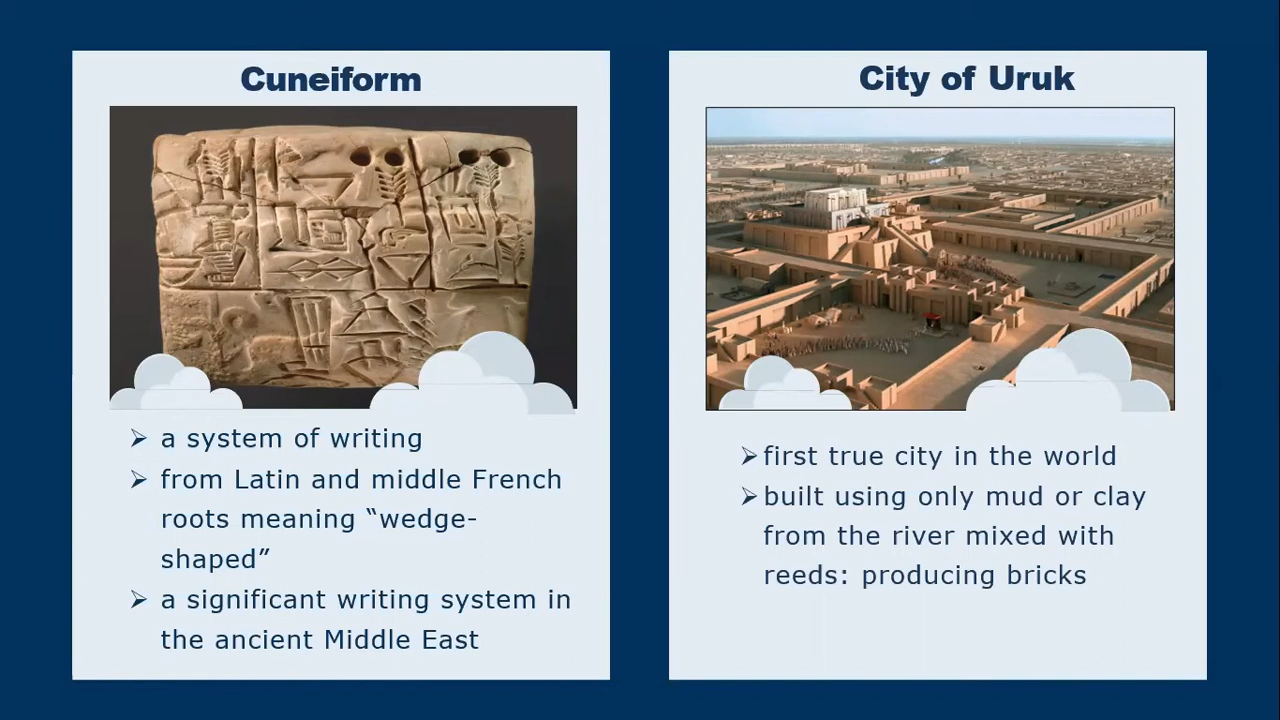 Cuneiform
➢ a system of writing
➢ from Latin and middle French
roots meaning “wedge-
shaped”
➢ a significant writing system in
the ancient Middle East
City of Uruk
➢ first true city in the world
➢ built using only mud or clay
from the river mixed with
reeds: producing bricks